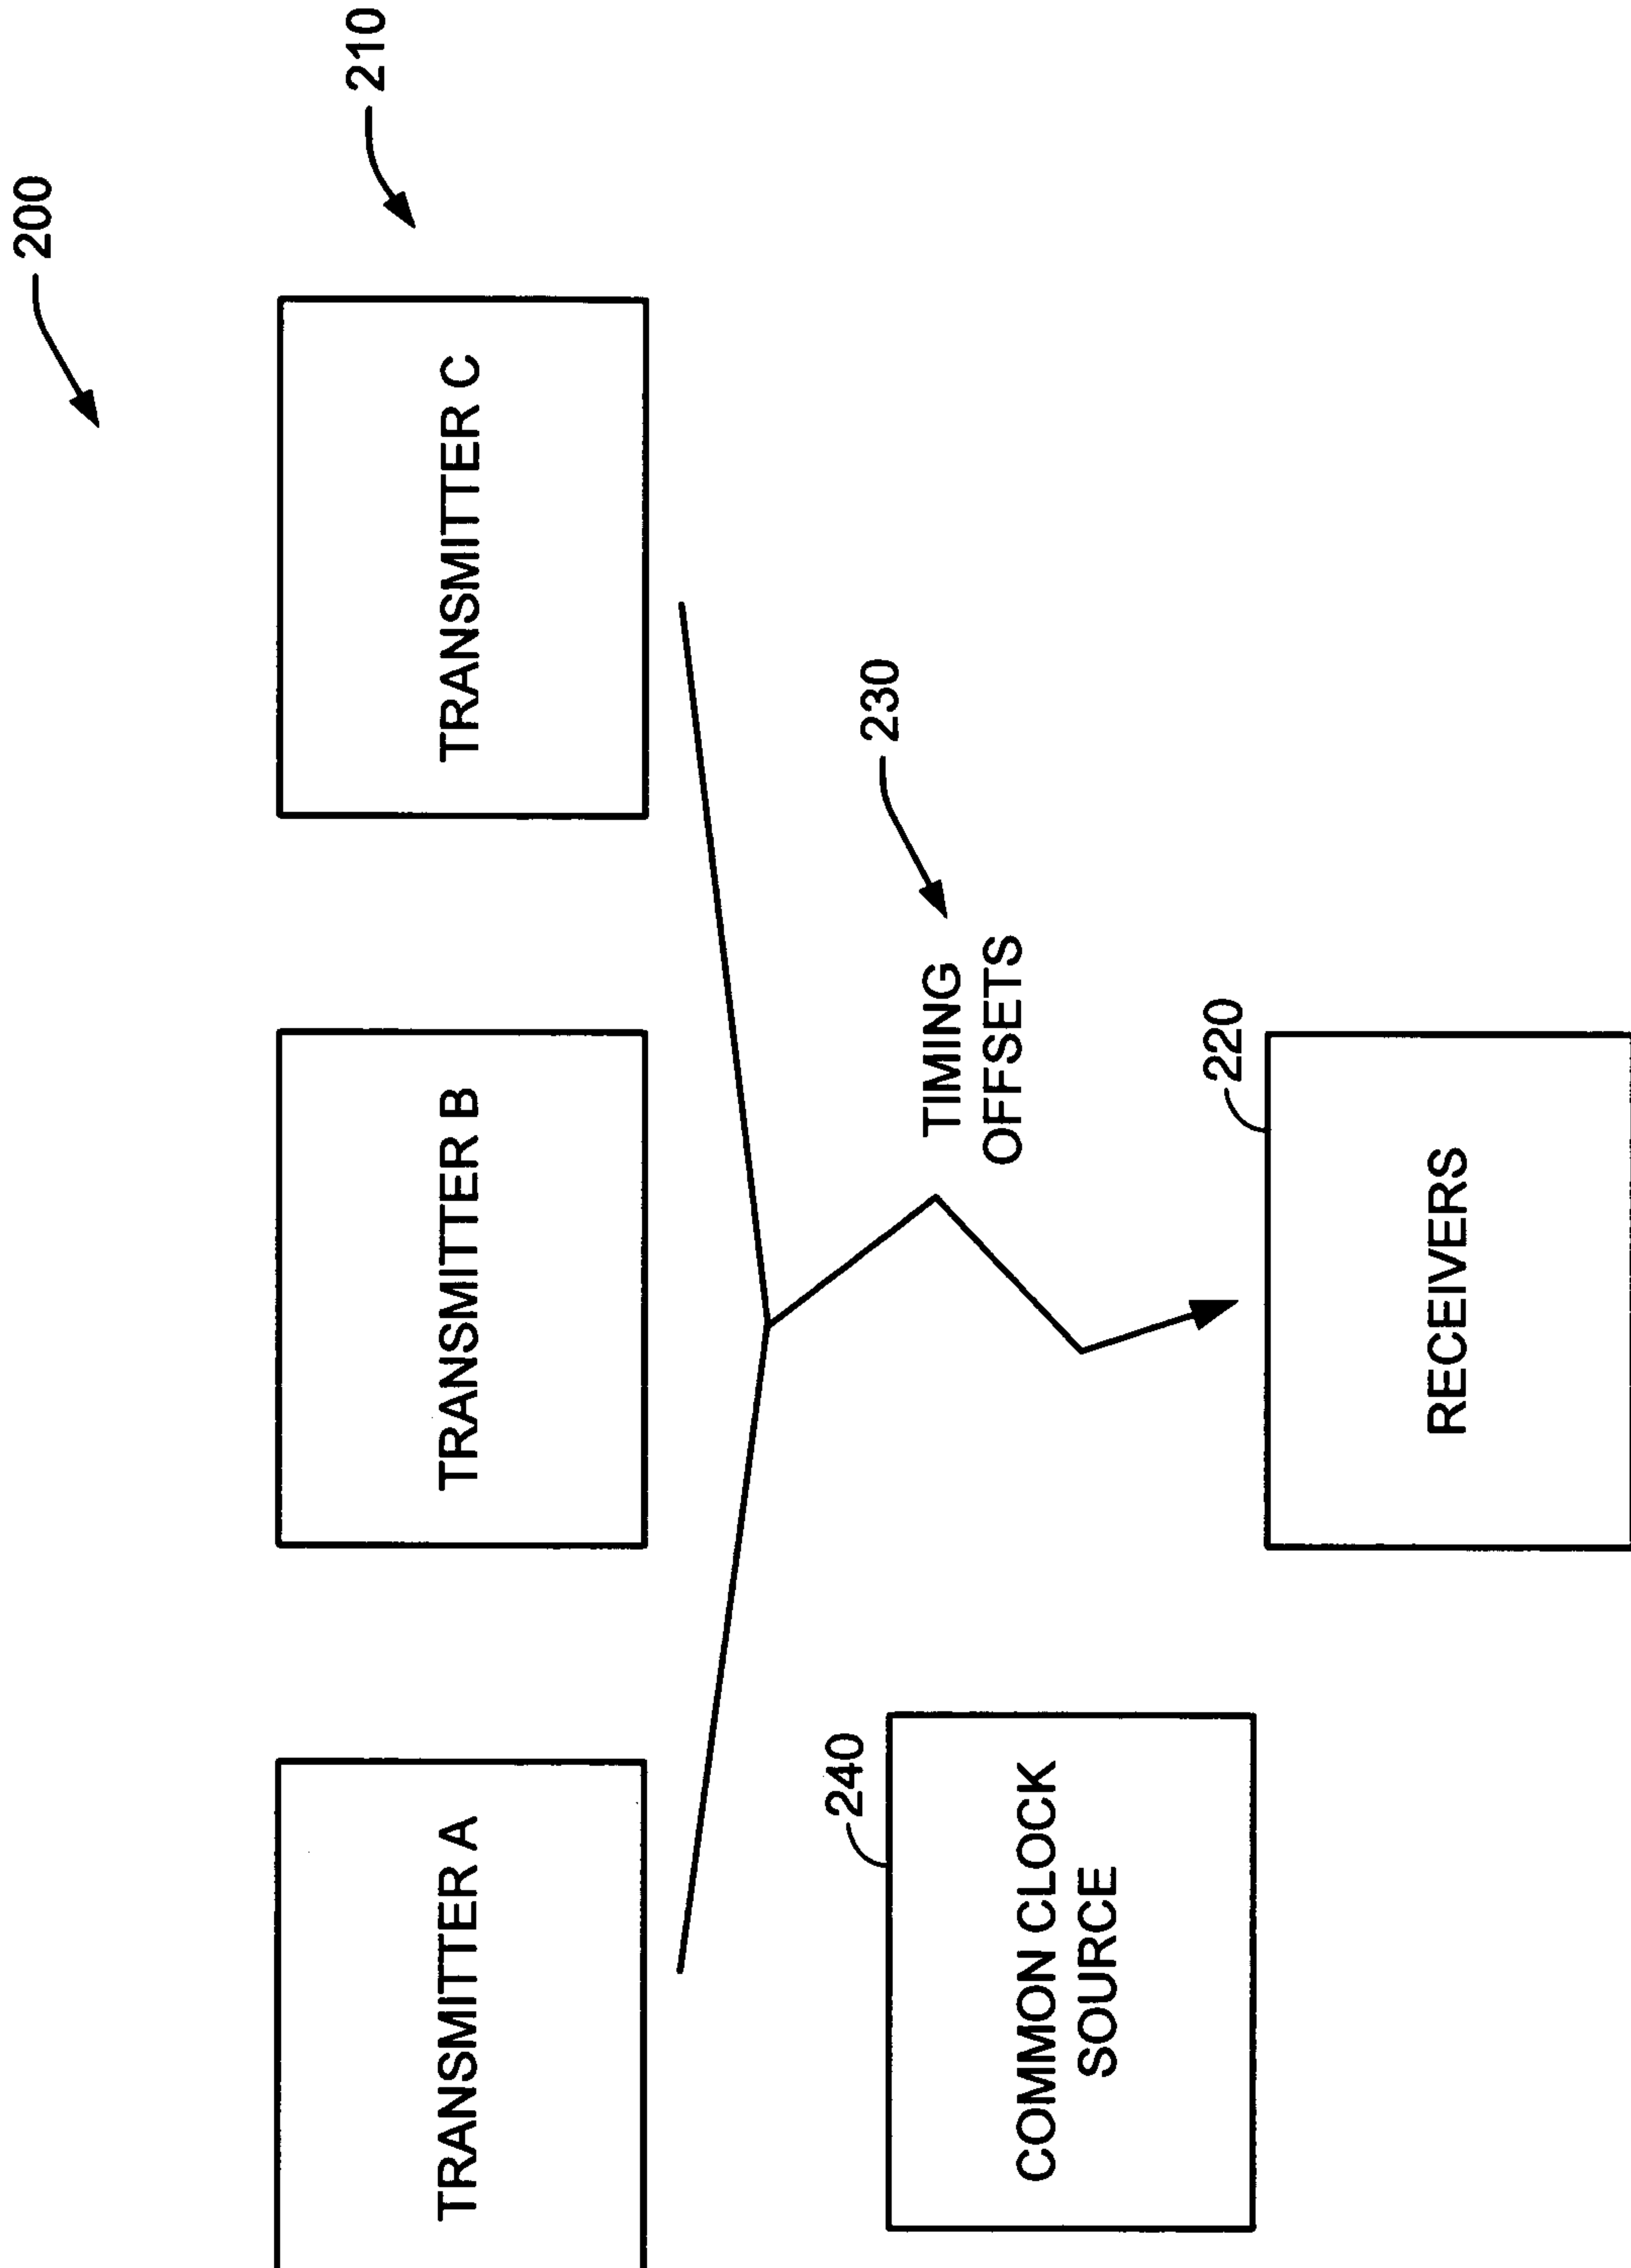 200
210
TRANSMITTER A
TRANSMITTER B
TRANSMITTER C
230
TIMING
OFFSETS
240
COMMON CLOCK
SOURCE
220
RECEIVERS